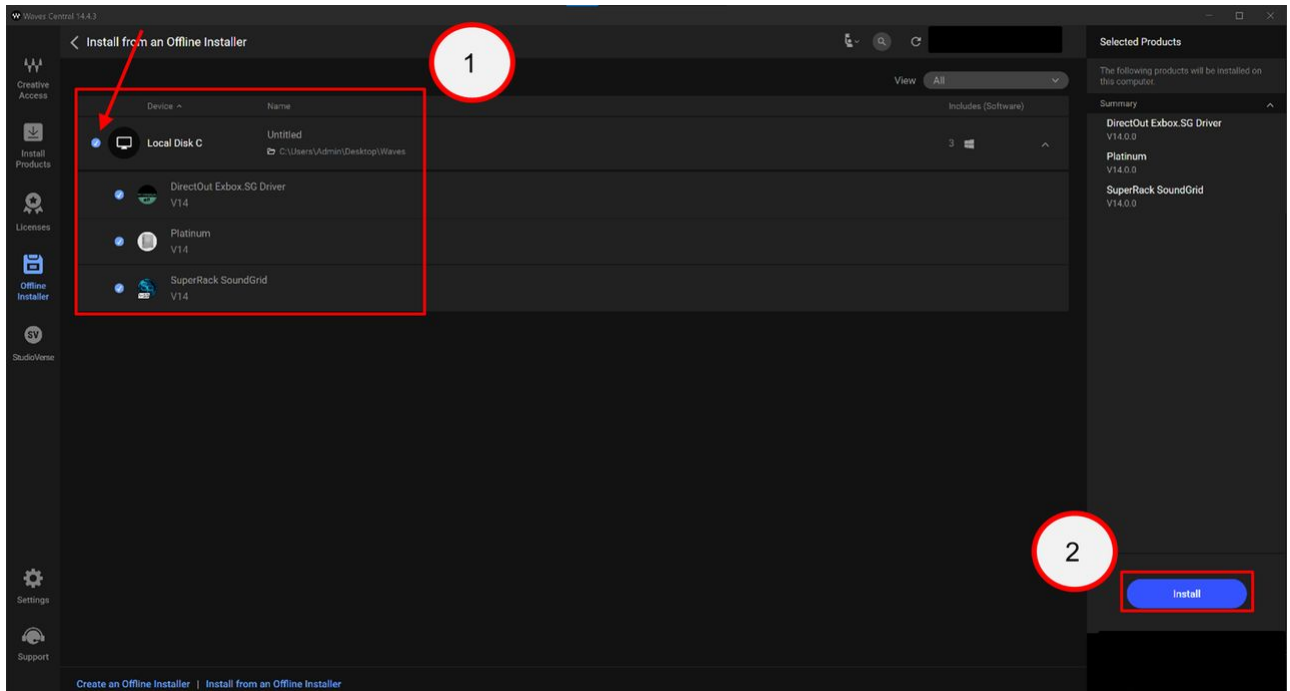 Waves Central 14.4.3
Install from an Offline Installer
1
View All
Creative
Access
Install
Products
Licenses
Offline
Installer
StudioVerse
Settings
Support
Device
Name
Includes (Software)
Local Disk C
Untitled
C:\Users\Admin\Desktop\Waves
3
DirectOut Exbox.SG Driver
V14
Platinum
V14
SuperRack SoundGrid
V14
Create an Offline Installer | Install from an Offline Installer
Selected Products
The following products will be installed on
this computer.
Summary
DirectOut Exbox.SG Driver
V14.0.0
Platinum
V14.0.0
SuperRack SoundGrid
V14.0.0
2
Install